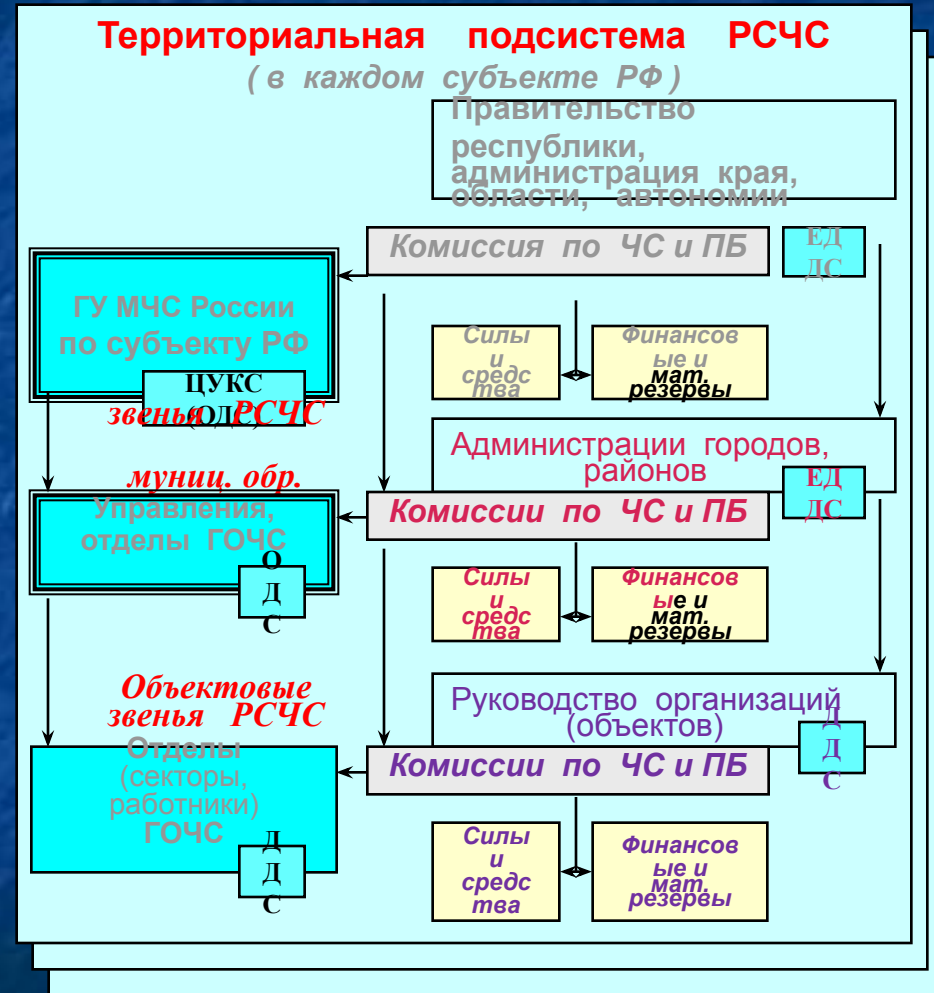 Территориальная подсистема РСЧС
( в каждом субъекте РФ )
Правительство
республики,
администрация края,
области, автономии
Комиссия по ЧС и ПБ
ЕД
ДС
ГУ МЧС России
по субъекту РФ
ЦУКС
(ОДС)
Силы
и
средс
тва
Финансов
ые и
мат.
резервы
звенья РСЧС
муниц. обр.
Администрации городов,
районов
ЕД
ДС
Комиссии по ЧС и ПБ
Управления,
отделы ГОЧС
О
Д
С
Силы
и
средс
тва
Финансов
ые и
мат.
резервы
Объектовые
звенья РСЧС
Руководство организаций
(объектов)
Д
Д
С
Комиссии по ЧС и ПБ
Отделы
(секторы,
работники)
ГОЧС
Д
Д
С
Силы
и
средс
тва
Финансов
ые и
мат.
резервы